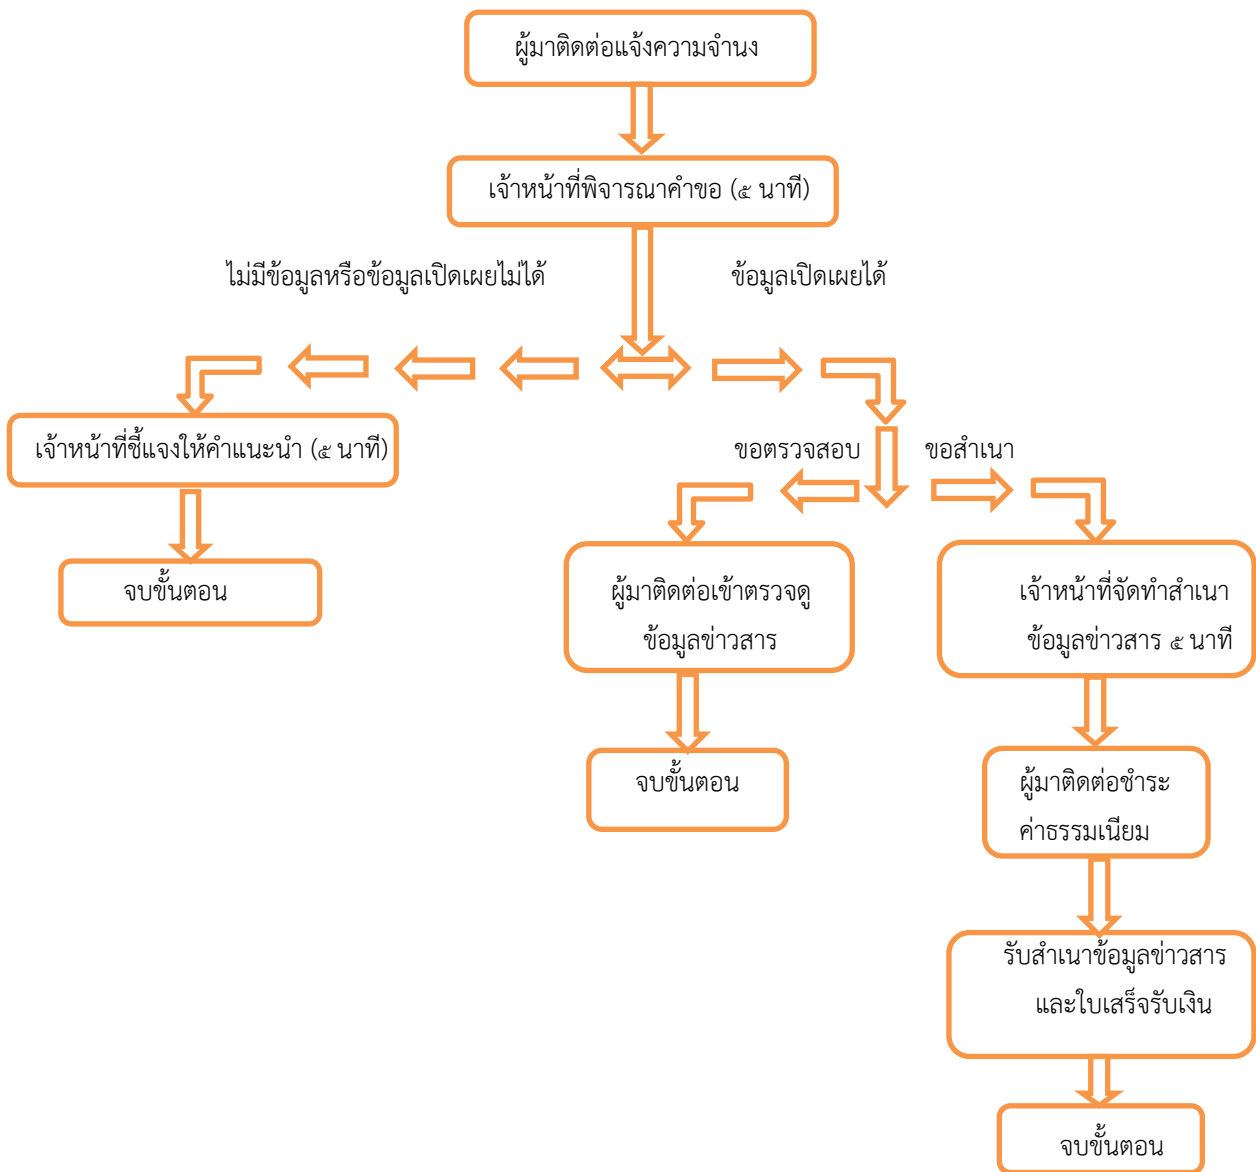 ผู้มาติดต่อแจ้งความจำนง
เจ้าหน้าที่พิจารณาคำขอ (๕ นาที)
ไม่มีข้อมูลหรือข้อมูลเปิดเผยไม่ได้
ข้อมูลเปิดเผยได้
เจ้าหน้าที่ชี้แจงให้คำแนะนำ (๕ นาที)
จบขั้นตอน
ขอตรวจสอบ
ขอสำเนา
ผู้มาติดต่อเข้าตรวจดู
ข้อมูลข่าวสาร
จบขั้นตอน
เจ้าหน้าที่จัดทำสำเนา
ข้อมูลข่าวสาร ๕ นาที
ผู้มาติดต่อชำระ
ค่าธรรมเนียม
รับสำเนาข้อมูลข่าวสาร
และใบเสร็จรับเงิน
จบขั้นตอน